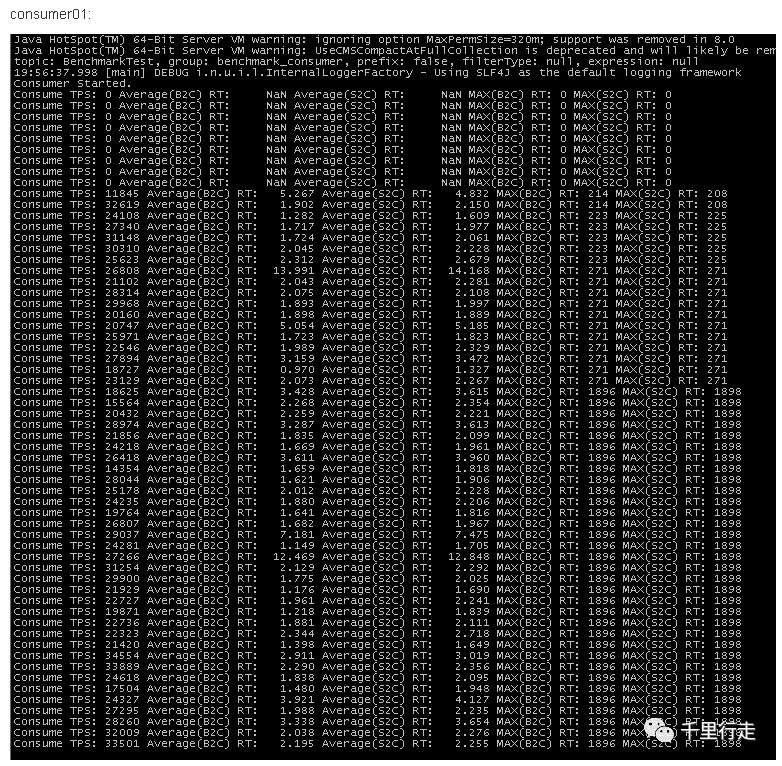 consumer01:
Java HotSpot(TM) 64-Bit Server VM warning: ignoring option MaxPermSize=320m; support was removed in 8.0
Java HotSpot(TM) 64-Bit Server VM warning: UseCMSCompactAtFullCollection is deprecated and will likely be rem
topic: BenchmarkTest, group: benchmark_consumer, prefix: false, filterType: null, expression: null
19:56:37.998 [main] DEBUG i.n.u.i.l.InternalLoggerFactory - Using SLF4J as the default logging framework
Consumer Started.
Consume TPS: 0 Average(B2C) RT:     NaN Average(S2C) RT:     NaN MAX(B2C) RT: 0 MAX(S2C) RT: 0
Consume TPS: 0 Average(B2C) RT:     NaN Average(S2C) RT:     NaN MAX(B2C) RT: 0 MAX(S2C) RT: 0
Consume TPS: 0 Average(B2C) RT:     NaN Average(S2C) RT:     NaN MAX(B2C) RT: 0 MAX(S2C) RT: 0
Consume TPS: 0 Average(B2C) RT:     NaN Average(S2C) RT:     NaN MAX(B2C) RT: 0 MAX(S2C) RT: 0
Consume TPS: 0 Average(B2C) RT:     NaN Average(S2C) RT:     NaN MAX(B2C) RT: 0 MAX(S2C) RT: 0
Consume TPS: 0 Average(B2C) RT:     NaN Average(S2C) RT:     NaN MAX(B2C) RT: 0 MAX(S2C) RT: 0
Consume TPS: 0 Average(B2C) RT:     NaN Average(S2C) RT:     NaN MAX(B2C) RT: 0 MAX(S2C) RT: 0
Consume TPS: 0 Average(B2C) RT:     NaN Average(S2C) RT:     NaN MAX(B2C) RT: 0 MAX(S2C) RT: 0
Consume TPS: 0 Average(B2C) RT:     NaN Average(S2C) RT:     NaN MAX(B2C) RT: 0 MAX(S2C) RT: 0
Consume TPS: 11845 Average(B2C) RT:   5.267 Average(S2C) RT:   4.832 MAX(B2C) RT: 214 MAX(S2C) RT: 208
Consume TPS: 32619 Average(B2C) RT:   1.902 Average(S2C) RT:   2.150 MAX(B2C) RT: 214 MAX(S2C) RT: 208
Consume TPS: 24108 Average(B2C) RT:   1.282 Average(S2C) RT:   1.609 MAX(B2C) RT: 223 MAX(S2C) RT: 225
Consume TPS: 27340 Average(B2C) RT:   1.717 Average(S2C) RT:   1.977 MAX(B2C) RT: 223 MAX(S2C) RT: 225
Consume TPS: 31148 Average(B2C) RT:   1.724 Average(S2C) RT:   2.061 MAX(B2C) RT: 223 MAX(S2C) RT: 225
Consume TPS: 30310 Average(B2C) RT:   2.045 Average(S2C) RT:   2.228 MAX(B2C) RT: 223 MAX(S2C) RT: 225
Consume TPS: 25623 Average(B2C) RT:   2.312 Average(S2C) RT:   2.679 MAX(B2C) RT: 223 MAX(S2C) RT: 225
Consume TPS: 26808 Average(B2C) RT:  13.991 Average(S2C) RT:  14.168 MAX(B2C) RT: 271 MAX(S2C) RT: 271
Consume TPS: 21102 Average(B2C) RT:   2.043 Average(S2C) RT:   2.281 MAX(B2C) RT: 271 MAX(S2C) RT: 271
Consume TPS: 28314 Average(B2C) RT:   2.075 Average(S2C) RT:   2.108 MAX(B2C) RT: 271 MAX(S2C) RT: 271
Consume TPS: 29968 Average(B2C) RT:   1.893 Average(S2C) RT:   1.997 MAX(B2C) RT: 271 MAX(S2C) RT: 271
Consume TPS: 20160 Average(B2C) RT:   1.898 Average(S2C) RT:   1.889 MAX(B2C) RT: 271 MAX(S2C) RT: 271
Consume TPS: 20747 Average(B2C) RT:   5.054 Average(S2C) RT:   5.185 MAX(B2C) RT: 271 MAX(S2C) RT: 271
Consume TPS: 25971 Average(B2C) RT:   1.723 Average(S2C) RT:   1.823 MAX(B2C) RT: 271 MAX(S2C) RT: 271
Consume TPS: 22546 Average(B2C) RT:   1.989 Average(S2C) RT:   2.329 MAX(B2C) RT: 271 MAX(S2C) RT: 271
Consume TPS: 27894 Average(B2C) RT:   3.159 Average(S2C) RT:   3.472 MAX(B2C) RT: 271 MAX(S2C) RT: 271
Consume TPS: 18727 Average(B2C) RT:   0.970 Average(S2C) RT:   1.327 MAX(B2C) RT: 271 MAX(S2C) RT: 271
Consume TPS: 23129 Average(B2C) RT:   2.073 Average(S2C) RT:   2.267 MAX(B2C) RT: 271 MAX(S2C) RT: 271
Consume TPS: 18625 Average(B2C) RT:   3.428 Average(S2C) RT:   3.615 MAX(B2C) RT: 1896 MAX(S2C) RT: 1898
Consume TPS: 15564 Average(B2C) RT:   2.268 Average(S2C) RT:   2.354 MAX(B2C) RT: 1896 MAX(S2C) RT: 1898
Consume TPS: 20432 Average(B2C) RT:   2.259 Average(S2C) RT:   2.221 MAX(B2C) RT: 1896 MAX(S2C) RT: 1898
Consume TPS: 28974 Average(B2C) RT:   3.287 Average(S2C) RT:   3.613 MAX(B2C) RT: 1896 MAX(S2C) RT: 1898
Consume TPS: 21856 Average(B2C) RT:   1.835 Average(S2C) RT:   2.099 MAX(B2C) RT: 1896 MAX(S2C) RT: 1898
Consume TPS: 24218 Average(B2C) RT:   1.669 Average(S2C) RT:   1.961 MAX(B2C) RT: 1896 MAX(S2C) RT: 1898
Consume TPS: 26418 Average(B2C) RT:   3.611 Average(S2C) RT:   3.960 MAX(B2C) RT: 1896 MAX(S2C) RT: 1898
Consume TPS: 14354 Average(B2C) RT:   1.659 Average(S2C) RT:   1.818 MAX(B2C) RT: 1896 MAX(S2C) RT: 1898
Consume TPS: 28044 Average(B2C) RT:   1.621 Average(S2C) RT:   1.906 MAX(B2C) RT: 1896 MAX(S2C) RT: 1898
Consume TPS: 25178 Average(B2C) RT:   2.012 Average(S2C) RT:   2.228 MAX(B2C) RT: 1896 MAX(S2C) RT: 1898
Consume TPS: 24235 Average(B2C) RT:   1.880 Average(S2C) RT:   2.206 MAX(B2C) RT: 1896 MAX(S2C) RT: 1898
Consume TPS: 19764 Average(B2C) RT:   1.641 Average(S2C) RT:   1.816 MAX(B2C) RT: 1896 MAX(S2C) RT: 1898
Consume TPS: 26807 Average(B2C) RT:   1.682 Average(S2C) RT:   1.967 MAX(B2C) RT: 1896 MAX(S2C) RT: 1898
Consume TPS: 29037 Average(B2C) RT:   7.181 Average(S2C) RT:   7.475 MAX(B2C) RT: 1896 MAX(S2C) RT: 1898
Consume TPS: 24281 Average(B2C) RT:   1.149 Average(S2C) RT:   1.705 MAX(B2C) RT: 1896 MAX(S2C) RT: 1898
Consume TPS: 27266 Average(B2C) RT:  12.469 Average(S2C) RT:  12.848 MAX(B2C) RT: 1896 MAX(S2C) RT: 1898
Consume TPS: 31254 Average(B2C) RT:   2.129 Average(S2C) RT:   2.292 MAX(B2C) RT: 1896 MAX(S2C) RT: 1898
Consume TPS: 29900 Average(B2C) RT:   1.775 Average(S2C) RT:   2.025 MAX(B2C) RT: 1896 MAX(S2C) RT: 1898
Consume TPS: 21929 Average(B2C) RT:   1.176 Average(S2C) RT:   1.690 MAX(B2C) RT: 1896 MAX(S2C) RT: 1898
Consume TPS: 22727 Average(B2C) RT:   1.961 Average(S2C) RT:   2.241 MAX(B2C) RT: 1896 MAX(S2C) RT: 1898
Consume TPS: 19871 Average(B2C) RT:   1.218 Average(S2C) RT:   1.839 MAX(B2C) RT: 1896 MAX(S2C) RT: 1898
Consume TPS: 22736 Average(B2C) RT:   1.881 Average(S2C) RT:   2.111 MAX(B2C) RT: 1896 MAX(S2C) RT: 1898
Consume TPS: 22323 Average(B2C) RT:   2.344 Average(S2C) RT:   2.718 MAX(B2C) RT: 1896 MAX(S2C) RT: 1898
Consume TPS: 21420 Average(B2C) RT:   1.398 Average(S2C) RT:   1.649 MAX(B2C) RT: 1896 MAX(S2C) RT: 1898
Consume TPS: 34554 Average(B2C) RT:   2.911 Average(S2C) RT:   3.019 MAX(B2C) RT: 1896 MAX(S2C) RT: 1898
Consume TPS: 33889 Average(B2C) RT:   2.290 Average(S2C) RT:   2.356 MAX(B2C) RT: 1896 MAX(S2C) RT: 1898
Consume TPS: 24618 Average(B2C) RT:   1.838 Average(S2C) RT:   2.095 MAX(B2C) RT: 1896 MAX(S2C) RT: 1898
Consume TPS: 17504 Average(B2C) RT:   1.480 Average(S2C) RT:   1.948 MAX(B2C) RT: 1896 MAX(S2C) RT: 1898
Consume TPS: 24327 Average(B2C) RT:   3.921 Average(S2C) RT:   4.127 MAX(B2C) RT: 1896 MAX(S2C) RT: 1898
Consume TPS: 27295 Average(B2C) RT:   1.988 Average(S2C) RT:   2.235 MAX(B2C) RT: 1896 MAX(S2C) RT: 1898
Consume TPS: 28260 Average(B2C) RT:   3.338 Average(S2C) RT:   3.654 MAX(B2C) RT: 1896 MAX(S2C) RT: 1898
Consume TPS: 32009 Average(B2C) RT:   2.038 Average(S2C) RT:   2.276 MAX(B2C) RT: 1896 MAX(S2C) RT: 1898
Consume TPS: 33501 Average(B2C) RT:   2.195 Average(S2C) RT:   2.255 MAX(B2C) RT: 1896 MAX(S2C) RT: 1898
千里行走